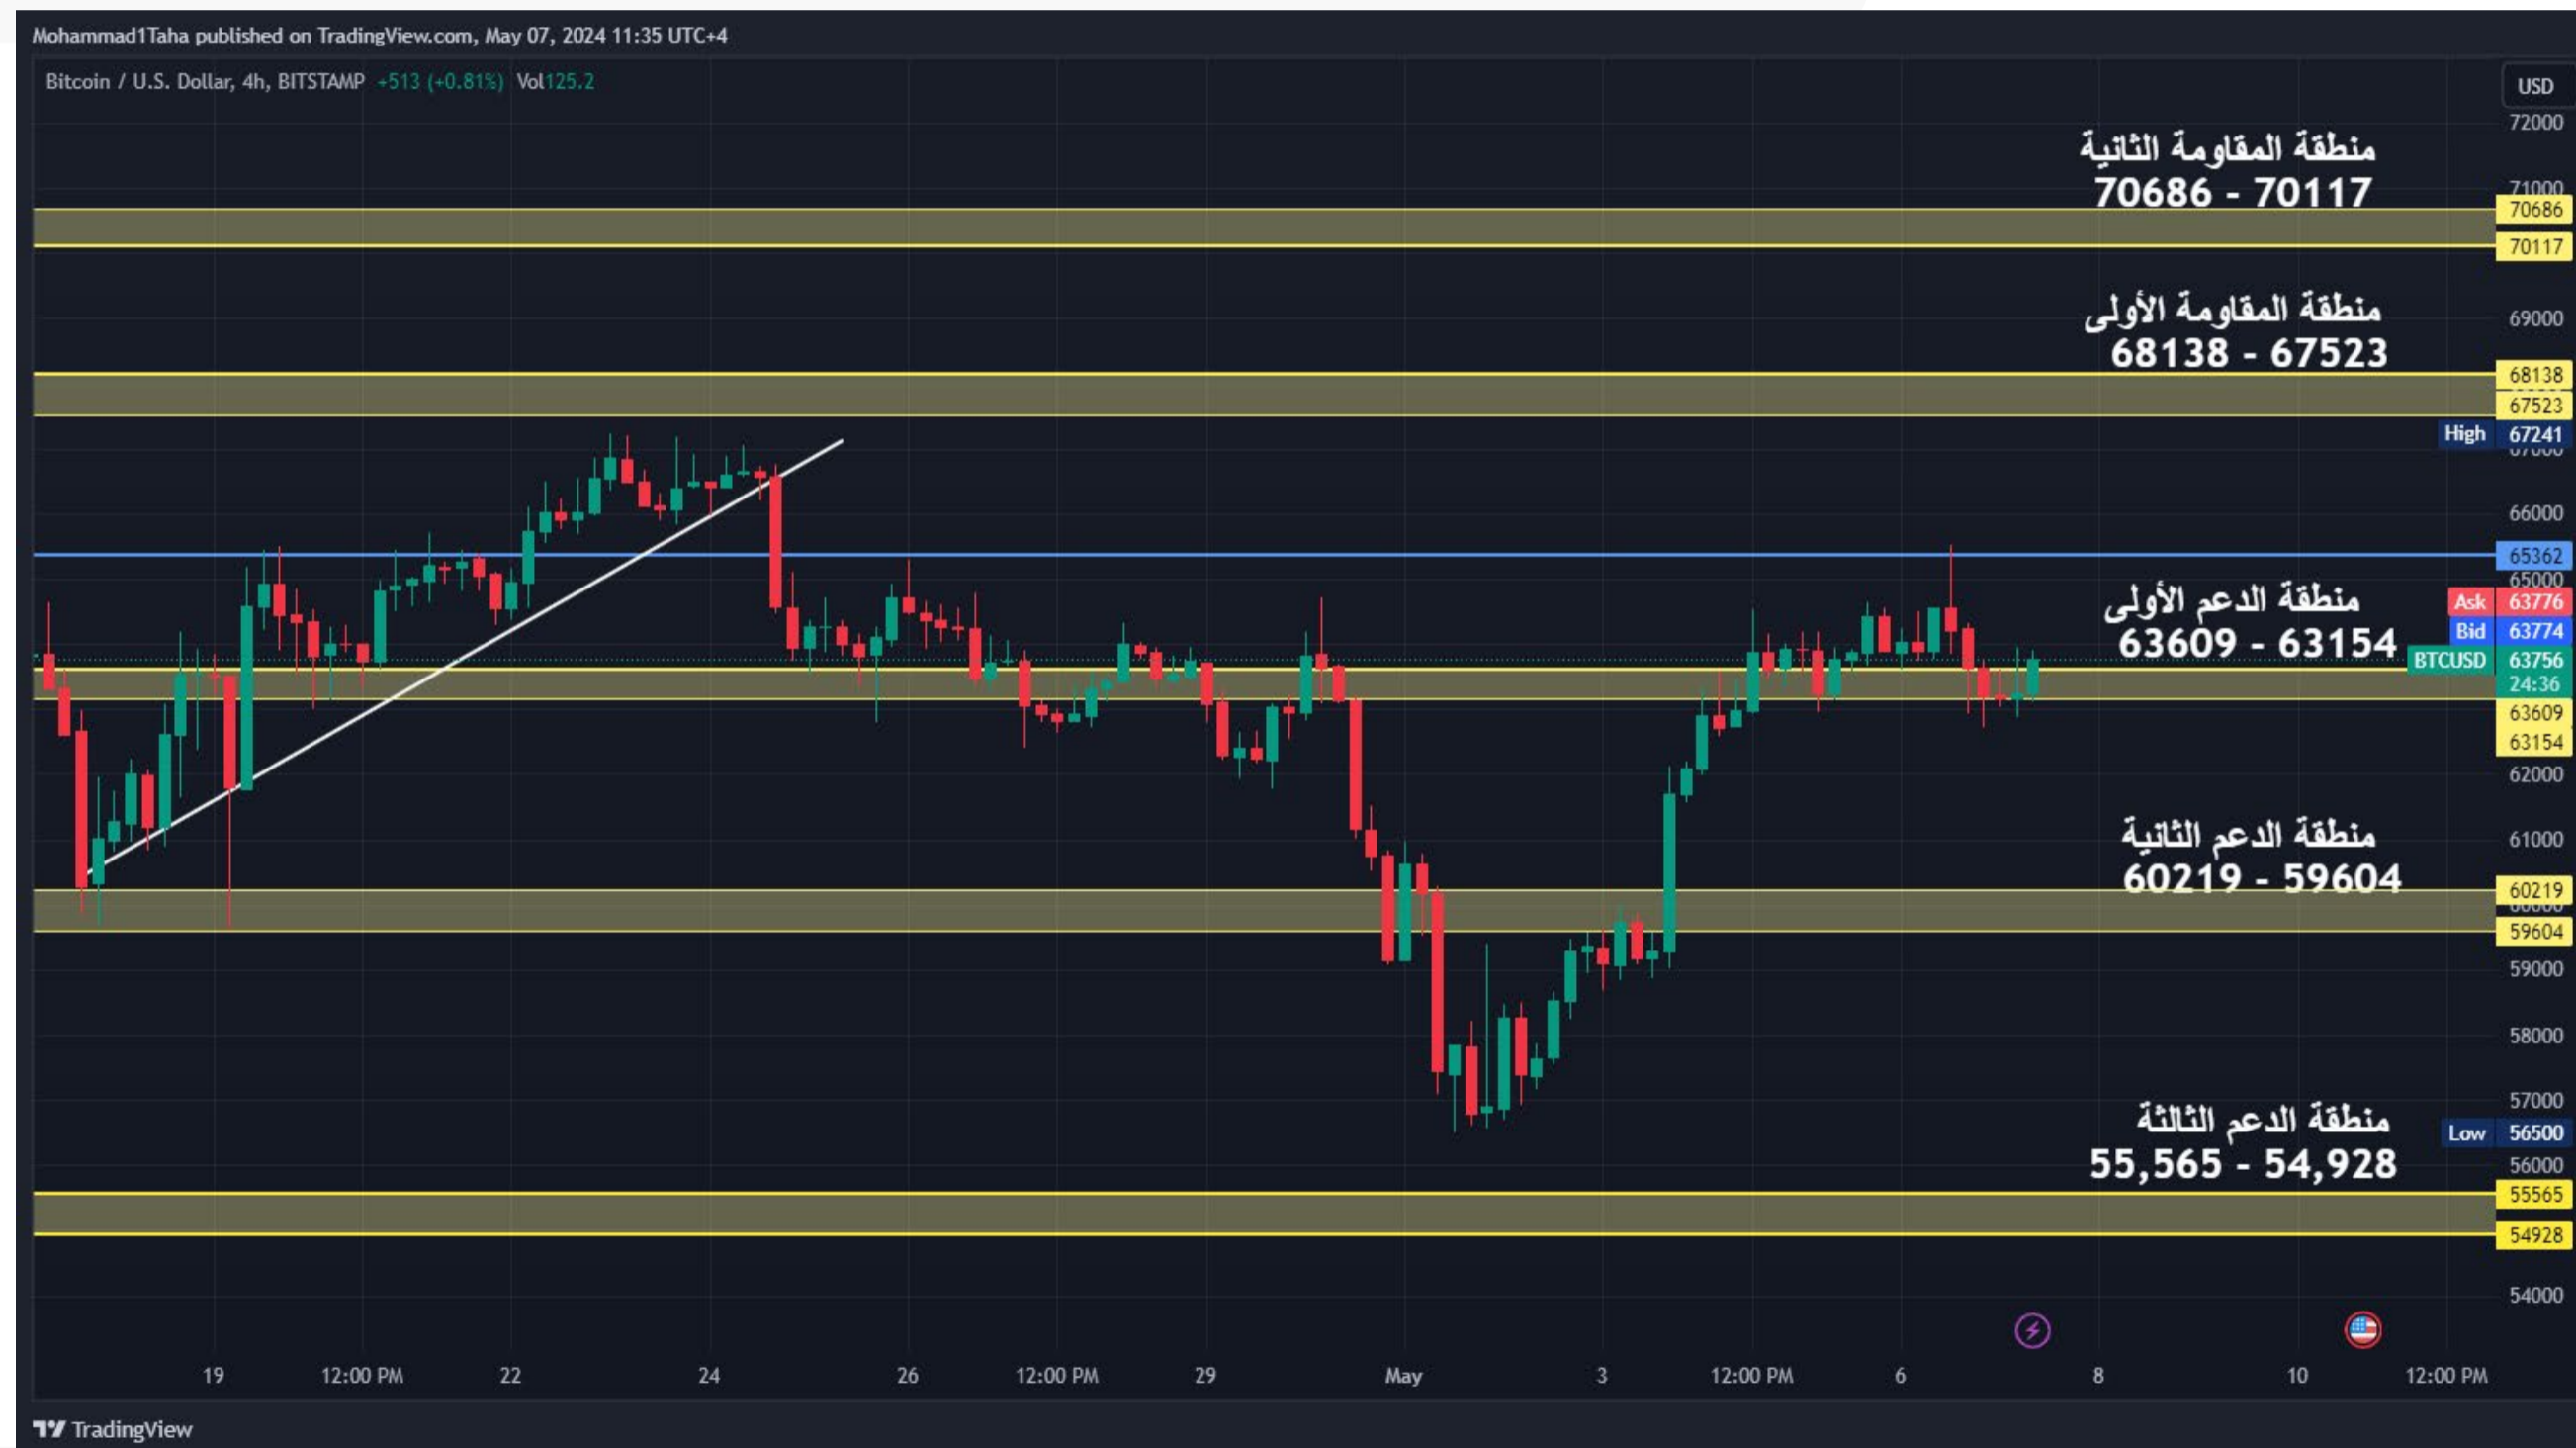 Mohammad1Taha published on TradingView.com, May 07, 2024 11:35 UTC+4
Bitcoin / U.S. Dollar, 4h, BITSTAMP +513 (+0.81%) Vol125.2
USD
72000
منطقة المقاومة الثانية
71000
70686 - 70117
70686
70117
منطقة المقاومة الأولى
69000
68138 - 67523
68138
67523
High 67241
67000
66000
65362
65000
منطقة الدعم الأولى
Ask 63776
63609 - 63154
Bid 63774
BTCUSD 63756
24:36
63609
63154
62000
منطقة الدعم الثانية
61000
60219 - 59604
60219
60000
59604
59000
58000
57000
منطقة الدعم الثالثة
Low 56500
55,565 - 54,928
56000
55565
54928
54000
19 12:00 PM 22 24 26 12:00 PM 29 May 3 12:00 PM 6 8 10 12:00 PM
TradingView